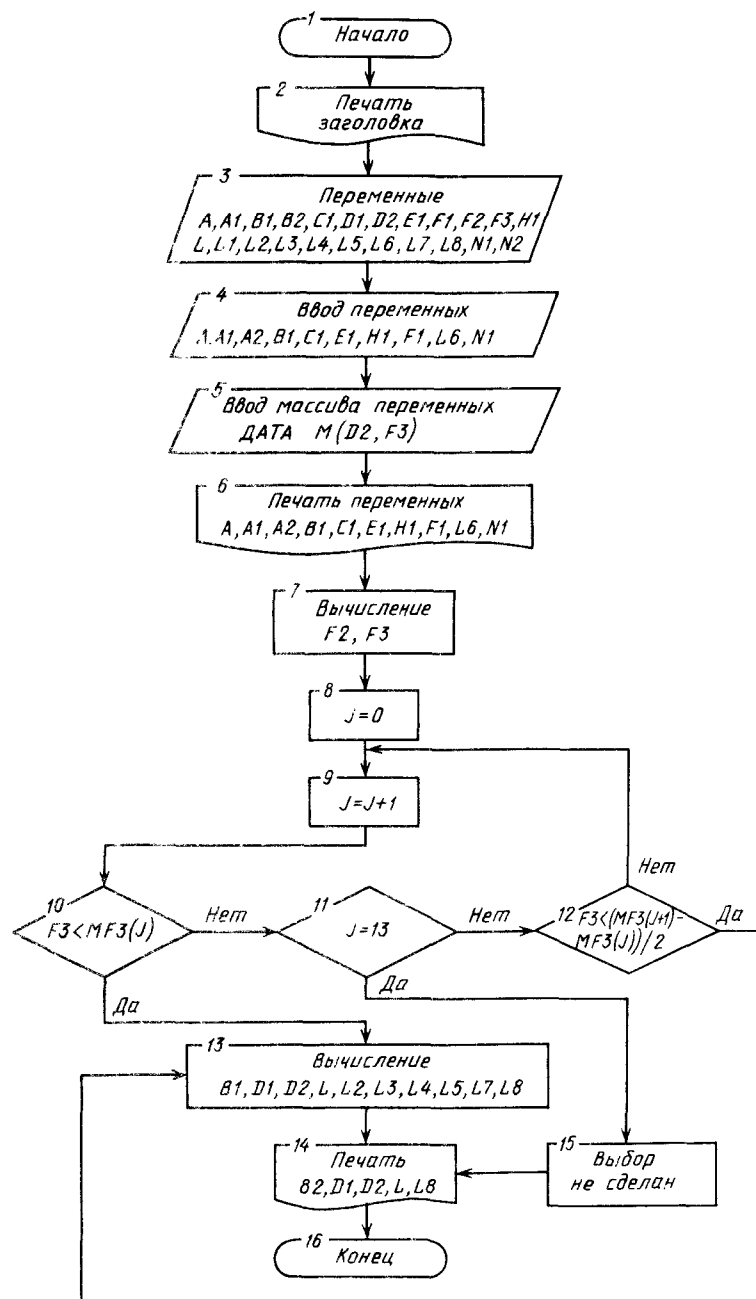 1
Начало
2
Печать
заголовка
3
Переменные
A, A1, B1, B2, C1, D1, D2, E1, F1, F2, F3, H1
L, L1, L2, L3, L4, L5, L6, L7, L8, N1, N2
4
Ввод переменных
A, A1, A2, B1, C1, E1, H1, F1, L6, N1
5
Ввод массива переменных
ДАТА M(D2, F3)
6
Печать переменных
A, A1, A2, B1, C1, E1, H1, F1, L6, N1
7
Вычисление
F2, F3
8
J=0
9
J=J+1
10
F3<MF3(J)
Нет
Да
11
J=13
Нет
Да
12 F3<(MF3(J+1)-
MF3(J))/2
Нет
Да
13
Вычисление
B1, D1, D2, L, L2, L3, L4, L5, L7, L8
14
Печать
B2, D1, D2, L, L8
15
Выбор
не сделан
16
Конец